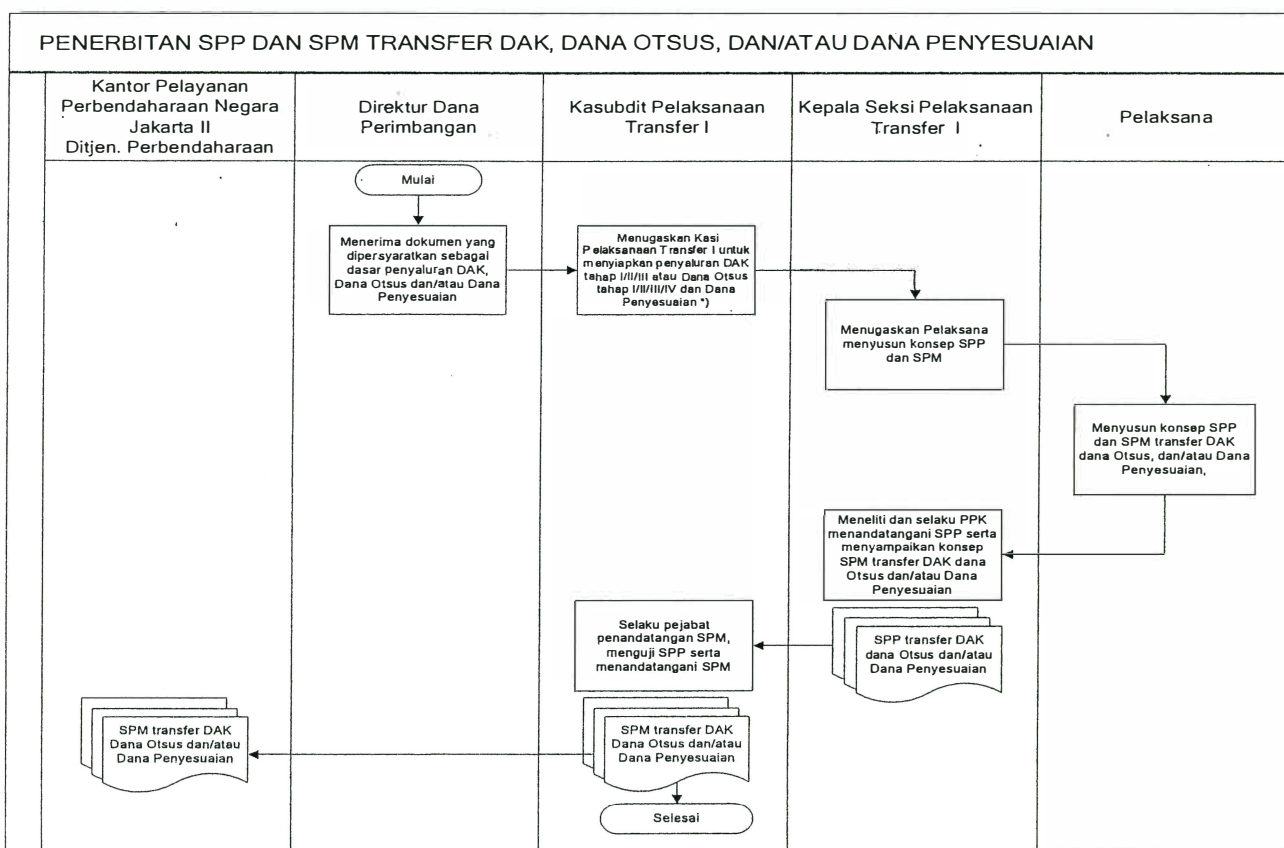 PENERBITAN SPP DAN SPM TRANSFER DAK, DANA OTSUS, DAN/ATAU DANA PENYESUAIAN
Kantor Pelayanan
Perbendaharaan Negara
Jakarta II
Ditjen. Perbendaharaan
Direktur Dana
Perimbangan
Kasubdit Pelaksanaan
Transfer I
Kepala Seksi Pelaksanaan
Transfer I
Pelaksana
Mulai
Menerima dokumen yang
dipersyaratkan sebagai
dasar penyaluran DAK,
Dana Otsus dan/atau Dana
Penyesuaian
Menugaskan Kasi
Pelaksanaan Transfer I untuk
menyiapkan penyaluran DAK
tahap I/II/III atau Dana Otsus
tahap I/II/III/IV dan Dana
Penyesuaian *)
Menugaskan Pelaksana
menyusun konsep SPP
dan SPM
Menyusun konsep SPP
dan SPM transfer DAK
dana Otsus, dan/atau Dana
Penyesuaian,
Meneliti dan selaku PPK
menandatangani SPP serta
menyampaikan konsep
SPM transfer DAK dana
Otsus dan/atau Dana
Penyesuaian
SPP transfer DAK
dana Otsus dan/atau
Dana Penyesuaian
Selaku pejabat
penandatangan SPM,
menguji SPP serta
menandatangani SPM
SPM transfer DAK
Dana Otsus dan/atau
Dana Penyesuaian
SPM transfer DAK
Dana Otsus dan/atau
Dana Penyesuaian
Selesai